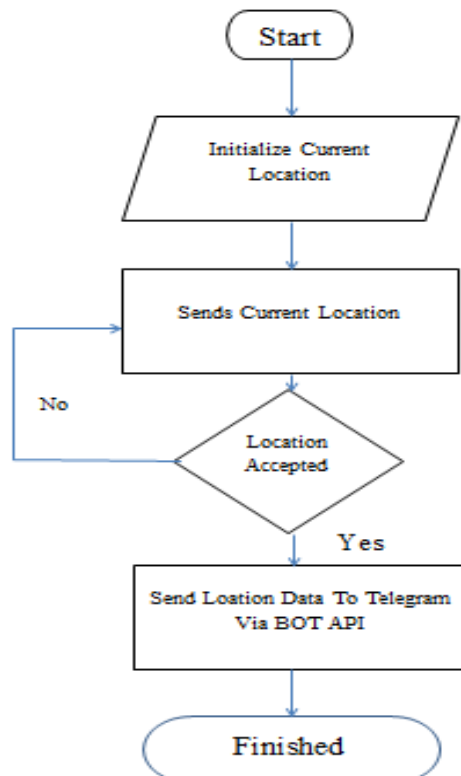 Start
Initialize Current
Location
Sends Current Location
No
Location
Accepted
Yes
Send Loation Data To Telegram
Via BOT API
Finished